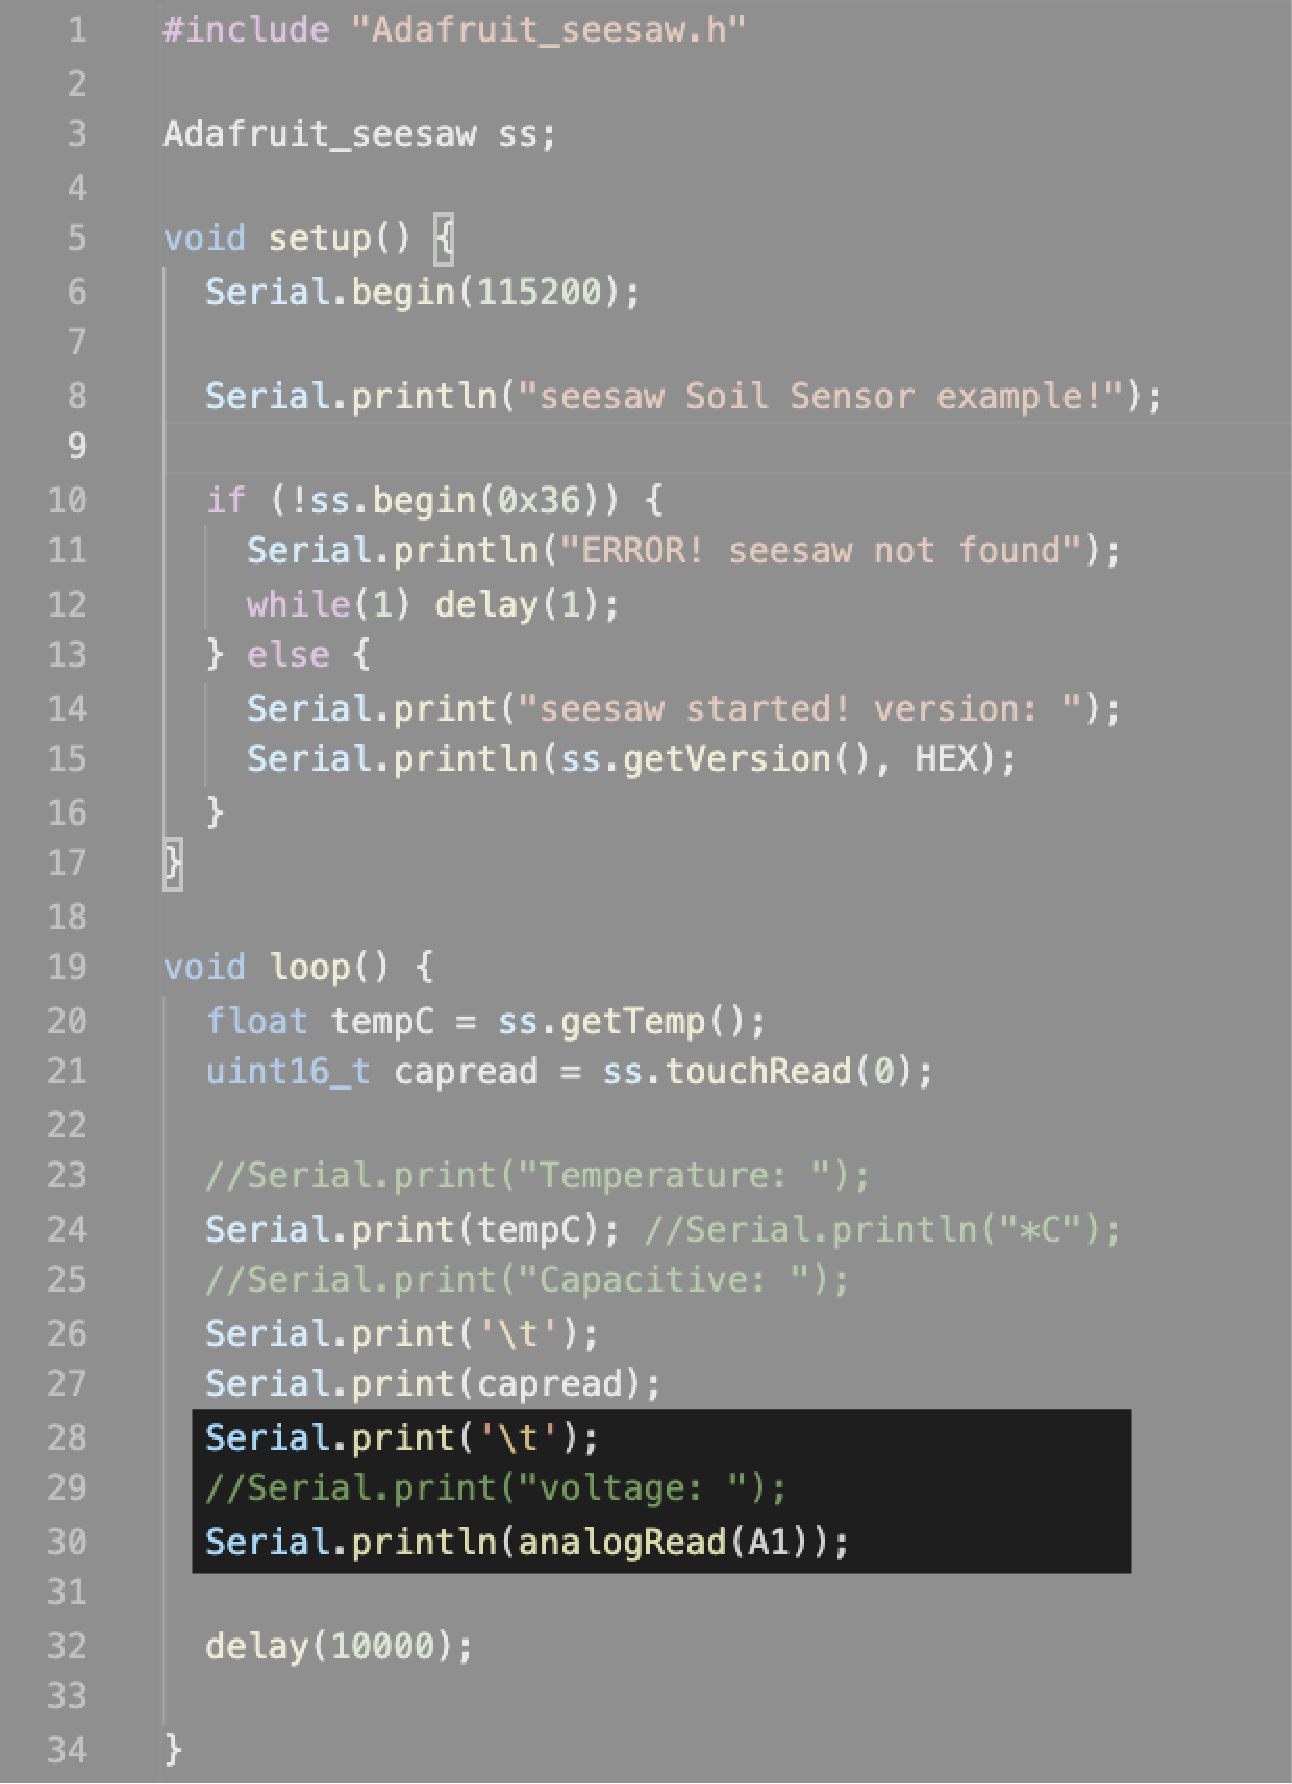 1 #include "Adafruit_seesaw.h"
2
3 Adafruit_seesaw ss;
4
5 void setup() {
6   Serial.begin(115200);
7
8   Serial.println("seesaw Soil Sensor example!");
9
10   if (!ss.begin(0x36)) {
11     Serial.println("ERROR! seesaw not found");
12     while(1) delay(1);
13   } else {
14     Serial.print("seesaw started! version: ");
15     Serial.println(ss.getVersion(), HEX);
16   }
17 }
18
19 void loop() {
20   float tempC = ss.getTemp();
21   uint16_t capread = ss.touchRead(0);
22
23   //Serial.print("Temperature: ");
24   Serial.print(tempC); //Serial.println("*C");
25   //Serial.print("Capacitive: ");
26   Serial.print('\t');
27   Serial.print(capread);
28   Serial.print('\t');
29   //Serial.print("voltage: ");
30   Serial.println(analogRead(A1));
31
32   delay(10000);
33
34 }